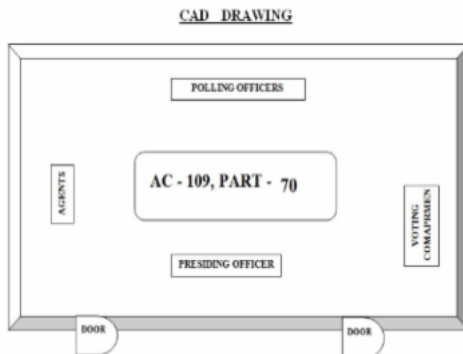 CAD DRAWING
POLLING OFFICERS
AGENTS
AC - 109, PART - 70
VOTING
COMAPRMEN
PRESIDING OFFICER
DOOR
DOOR